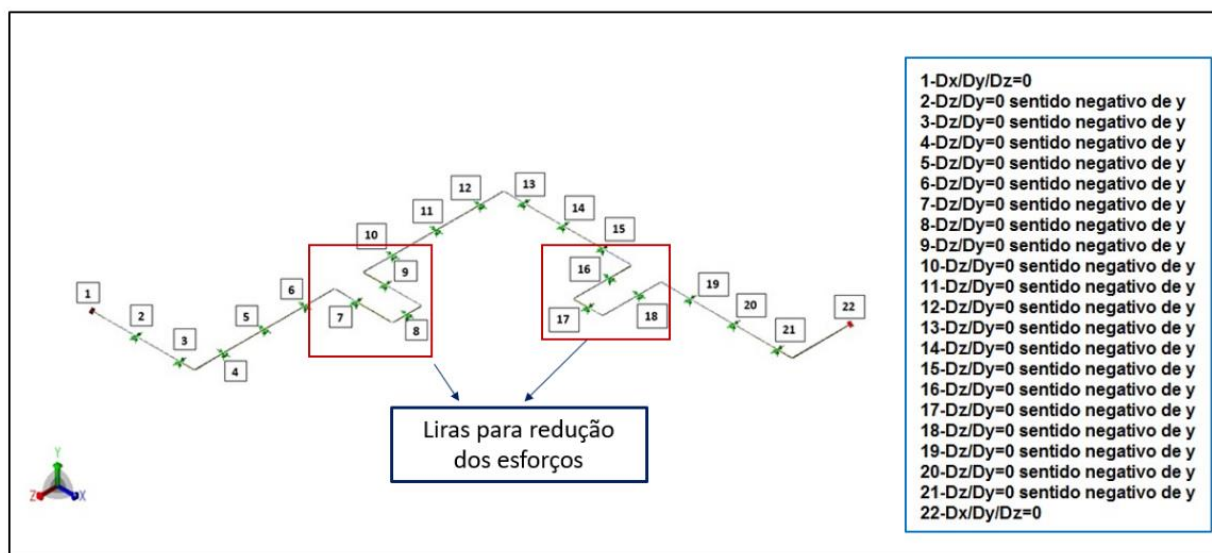 1-Dx/Dy/Dz=0
2-Dz/Dy=0 sentido negativo de y
3-Dz/Dy=0 sentido negativo de y
4-Dz/Dy=0 sentido negativo de y
5-Dz/Dy=0 sentido negativo de y
6-Dz/Dy=0 sentido negativo de y
7-Dz/Dy=0 sentido negativo de y
8-Dz/Dy=0 sentido negativo de y
9-Dz/Dy=0 sentido negativo de y
10-Dz/Dy=0 sentido negativo de y
11-Dz/Dy=0 sentido negativo de y
12-Dz/Dy=0 sentido negativo de y
13-Dz/Dy=0 sentido negativo de y
14-Dz/Dy=0 sentido negativo de y
15-Dz/Dy=0 sentido negativo de y
16-Dz/Dy=0 sentido negativo de y
17-Dz/Dy=0 sentido negativo de y
18-Dz/Dy=0 sentido negativo de y
19-Dz/Dy=0 sentido negativo de y
20-Dz/Dy=0 sentido negativo de y
21-Dz/Dy=0 sentido negativo de y
22-Dx/Dy/Dz=0
1
2
3
4
5
6
7
8
9
10
11
12
13
14
15
16
17
18
19
20
21
22
Liras para redução
dos esforços
Y
Z
X